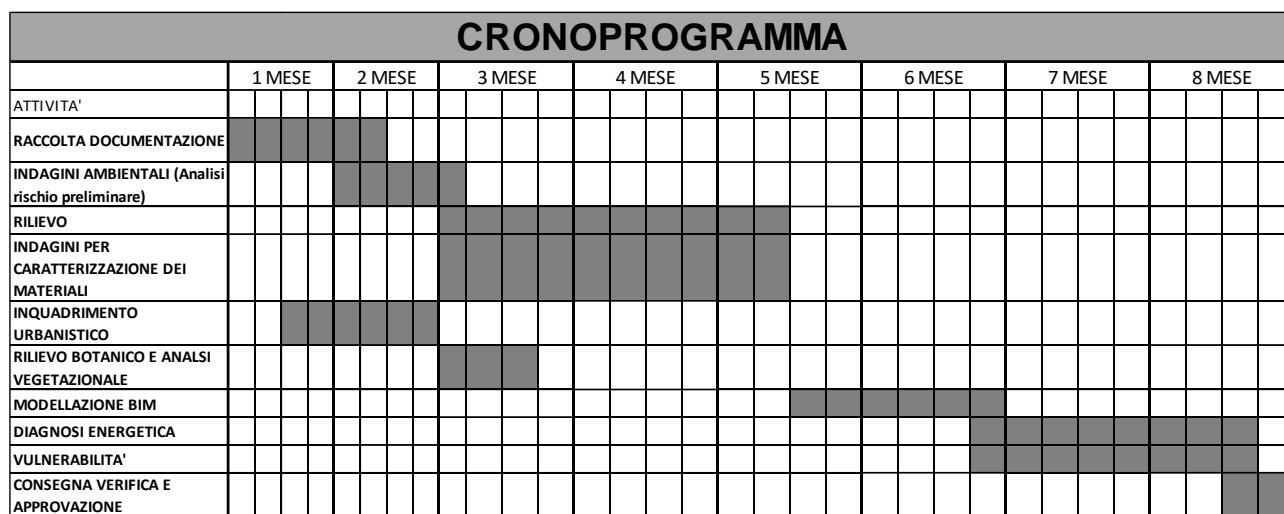 CRONOPROGRAMMA
1 MESE 2 MESE 3 MESE 4 MESE 5 MESE 6 MESE 7 MESE 8 MESE
ATTIVITA'
RACCOLTA DOCUMENTAZIONE
INDAGINI AMBIENTALI (Analisi
rischio preliminare)
RILIEVO
INDAGINI PER
CARATTERIZZAZIONE DEI
MATERIALI
INQUADRIMENTO
URBANISTICO
RILIEVO BOTANICO E ANALSI
VEGETAZIONALE
MODELLAZIONE BIM
DIAGNOSI ENERGETICA
VULNERABILITA'
CONSEGNA VERIFICA E
APPROVAZIONE